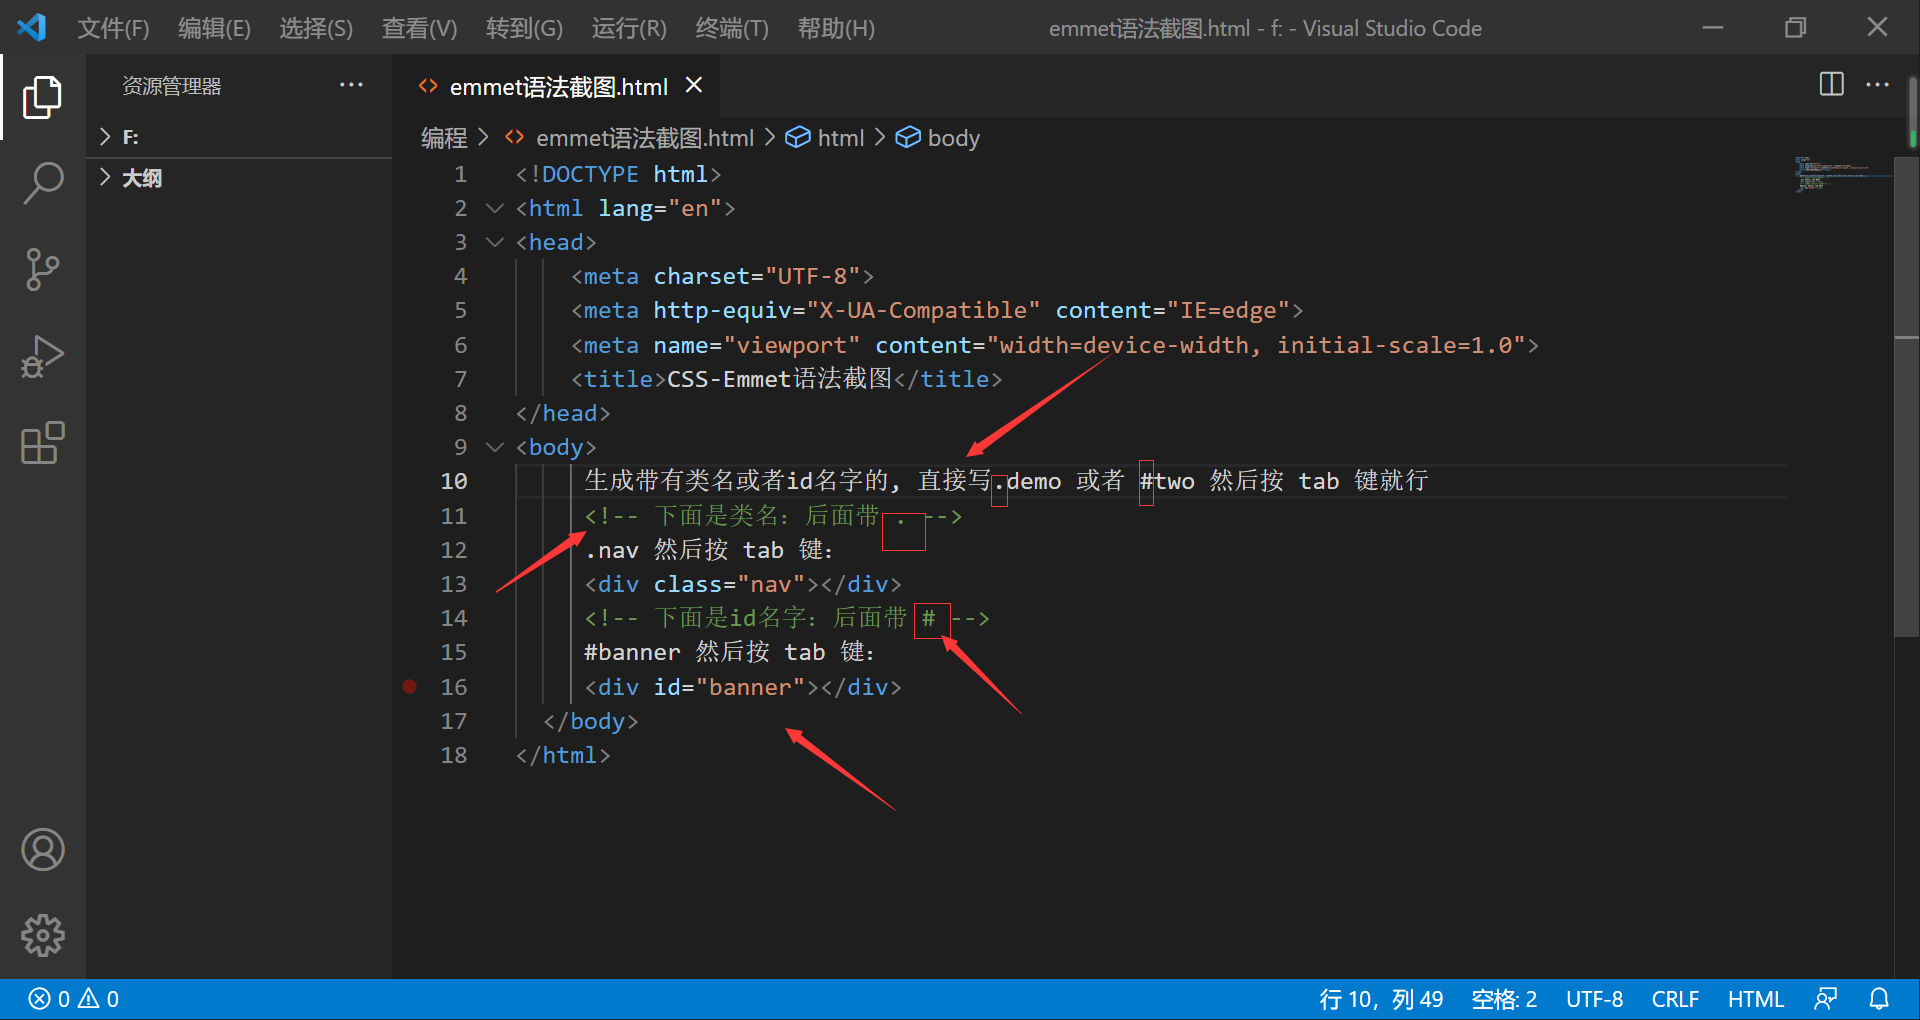 文件(F) 编辑(E) 选择(S) 查看(V) 转到(G) 运行(R) 终端(T) 帮助(H) emmet语法截图.html - f: - Visual Studio Code
资源管理器
F:
大纲
emmet语法截图.html
编程 > emmet语法截图.html > html > body
1 <!DOCTYPE html>
2 <html lang="en">
3 <head>
4 <meta charset="UTF-8">
5 <meta http-equiv="X-UA-Compatible" content="IE=edge">
6 <meta name="viewport" content="width=device-width, initial-scale=1.0">
7 <title>CSS-Emmet语法截图</title>
8 </head>
9 <body>
10 生成带有类名或者id名字的, 直接写.demo 或者 #two 然后按 tab 键就行
11 <!-- 下面是类名: 后面带 . -->
12 .nav 然后按 tab 键:
13 <div class="nav"></div>
14 <!-- 下面是id名字: 后面带 # -->
15 #banner 然后按 tab 键:
16 <div id="banner"></div>
17 </body>
18 </html>
0 0 行 10, 列 49 空格: 2 UTF-8 CRLF HTML